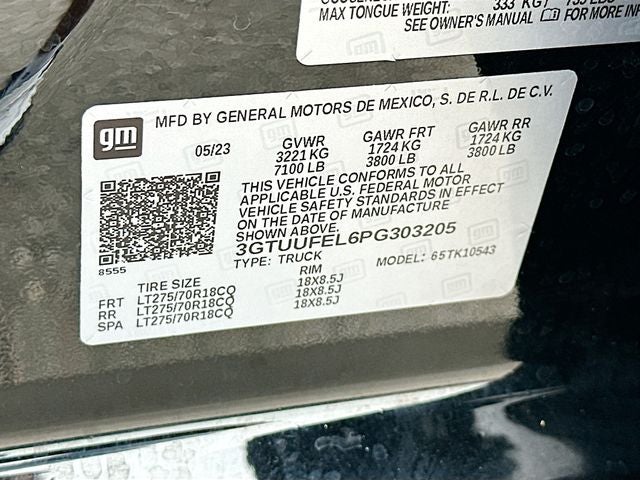 MAX TONGUE WEIGHT: 333 KG
SEE OWNER'S MANUAL FOR MORE
gm
MFD BY GENERAL MOTORS DE MEXICO, S. DE R.L. DE C.V.
05/23 GVWR GAWR FRT GAWR RR
3221 KG 1724 KG 1724 KG
7100 LB 3800 LB 3800 LB
THIS VEHICLE CONFORMS TO ALL
APPLICABLE U.S. FEDERAL MOTOR
VEHICLE SAFETY STANDARDS IN EFFECT
ON THE DATE OF MANUFACTURE
SHOWN ABOVE.
3GTUUFEL6PG303205
8555
TYPE: TRUCK MODEL: 65TK10543
TIRE SIZE RIM
FRT LT275/70R18CQ 18X8.5J
RR LT275/70R18CQ 18X8.5J
SPA LT275/70R18CQ 18X8.5J